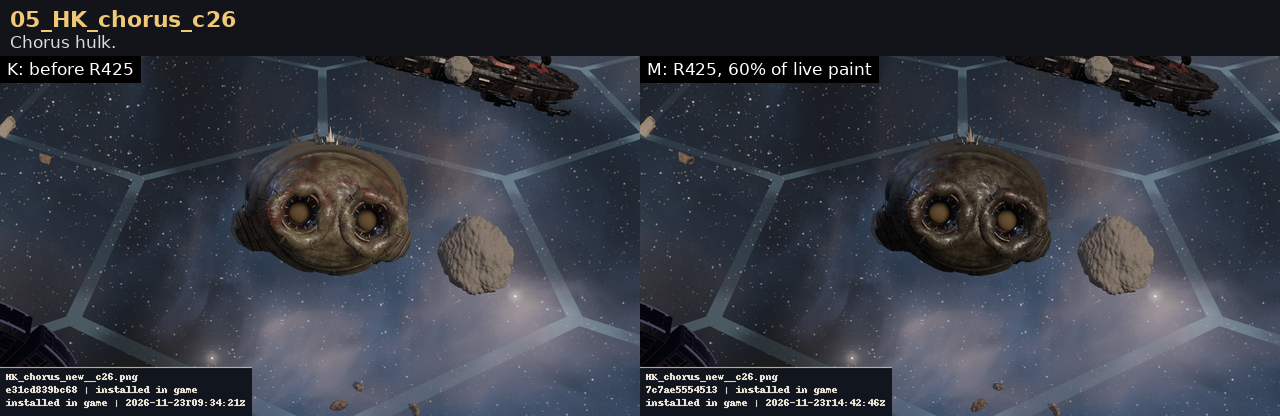 05_HK_chorus_c26
Chorus hulk.
K: before R425
M: R425, 60% of live paint
HK_chorus_new__c26.png
e31cd839bc68 | installed in game
installed in game | 2026-11-23T09:34:21Z
HK_chorus_new__c26.png
7c7ae5554513 | installed in game
installed in game | 2026-11-23T14:42:46Z